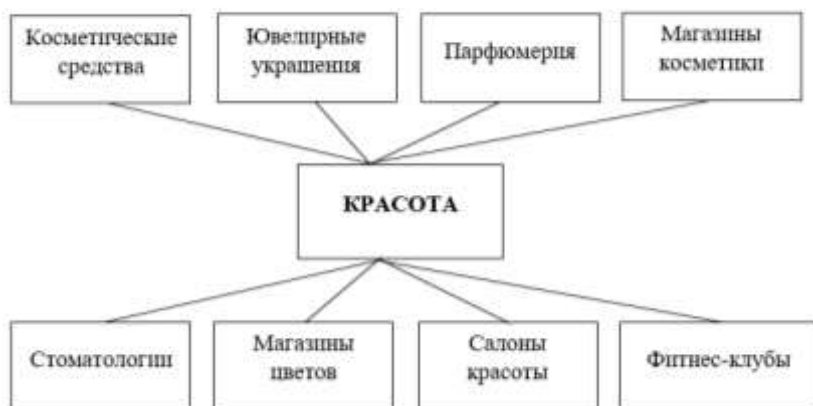 Косметические
средства
Ювелирные
украшения
Парфюмерия
Магазины
косметики
КРАСОТА
Стоматологии
Магазины
цветов
Салоны
красоты
Фитнес-клубы